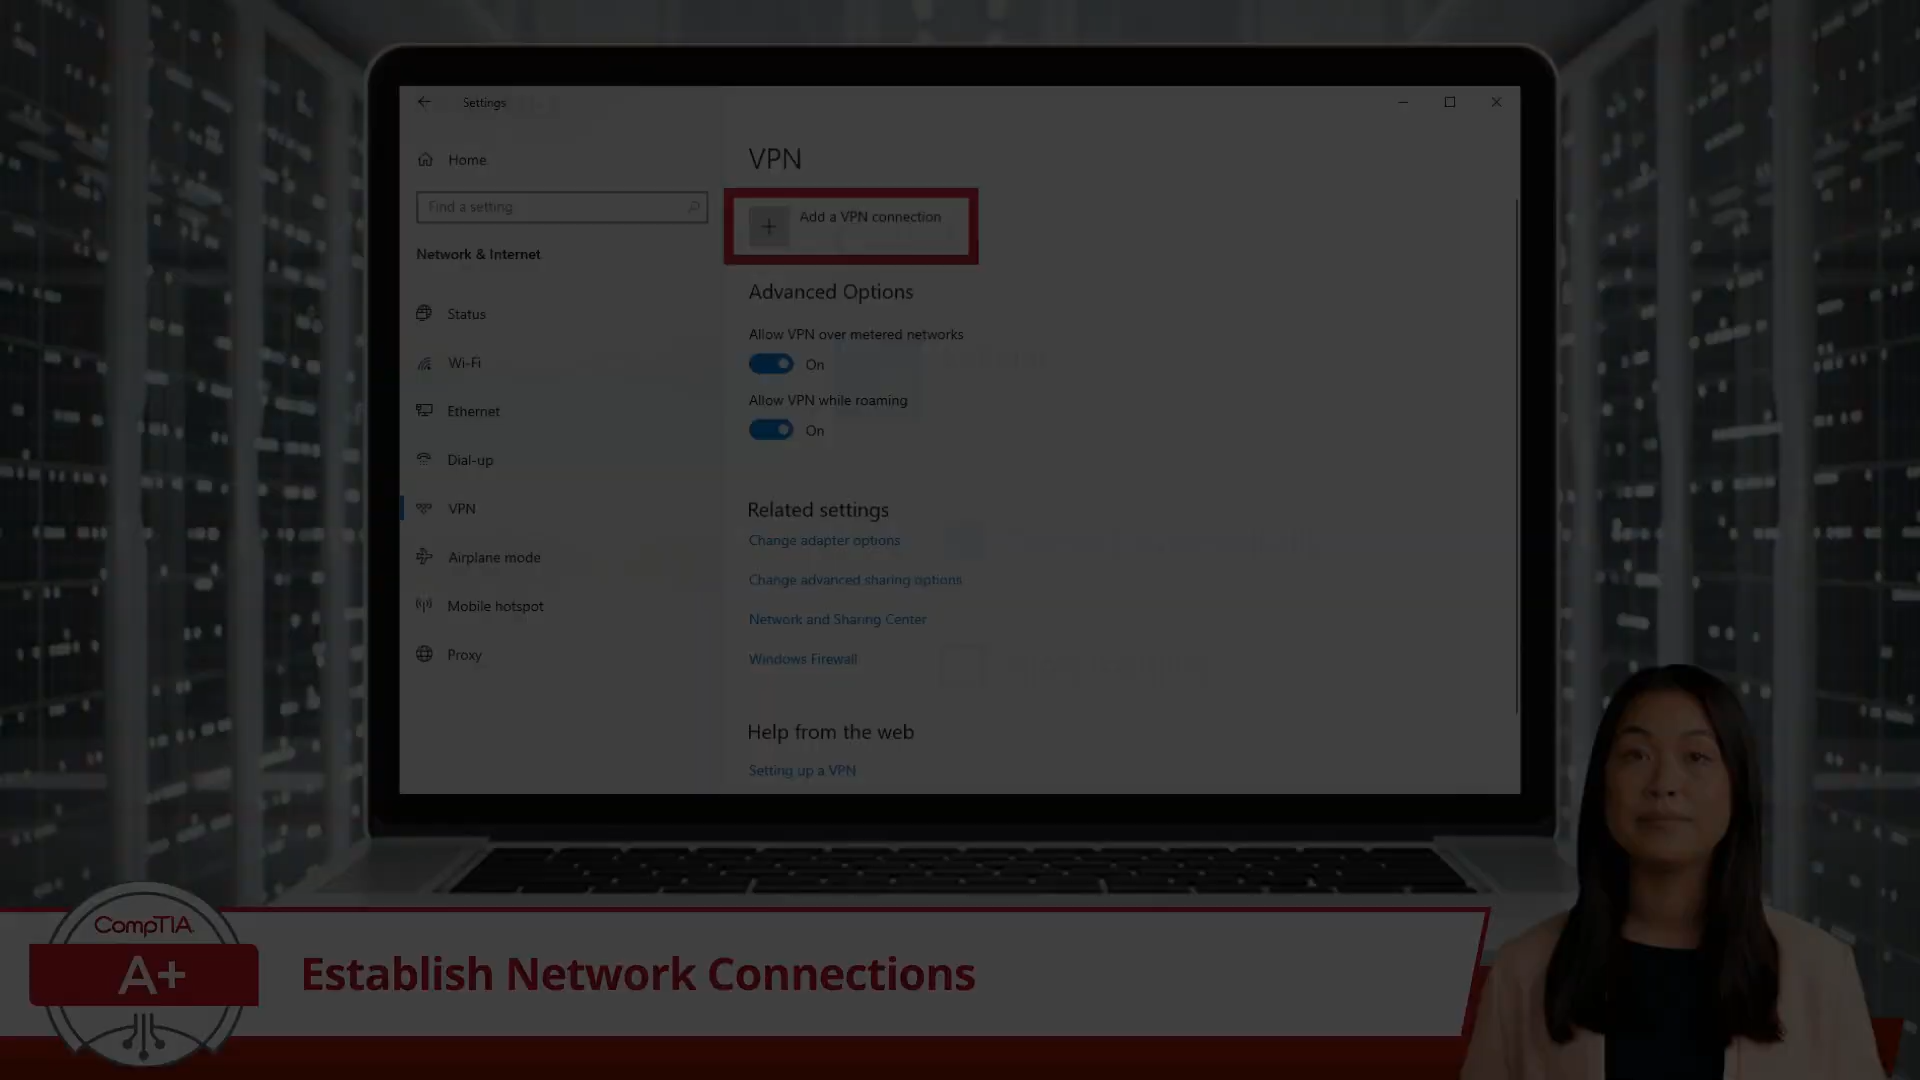 Settings
Home
Find a setting
Network & Internet
Status
Wi-Fi
Ethernet
Dial-up
VPN
Airplane mode
Mobile hotspot
Proxy
VPN
Add a VPN connection
Advanced Options
Allow VPN over metered networks
On
Allow VPN while roaming
On
Related settings
Change adapter options
Change advanced sharing options
Network and Sharing Center
Windows Firewall
Help from the web
Setting up a VPN
CompTIA
A+
Establish Network Connections